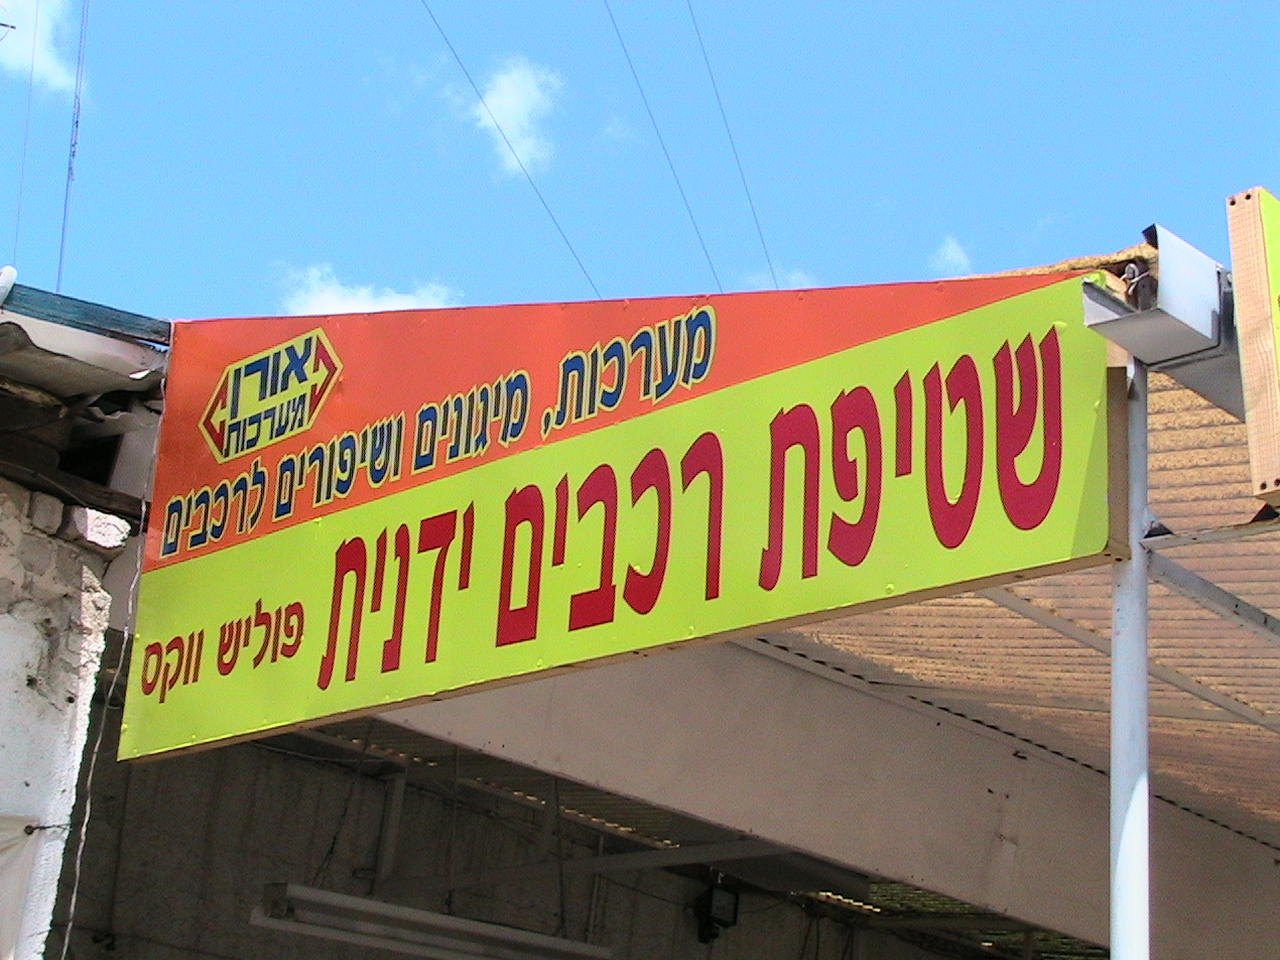 אורן
מערכות
מערכות, מיגונים ושיפורים לרכבים
שטיפת רכבים ידנית
פוליש ווקס